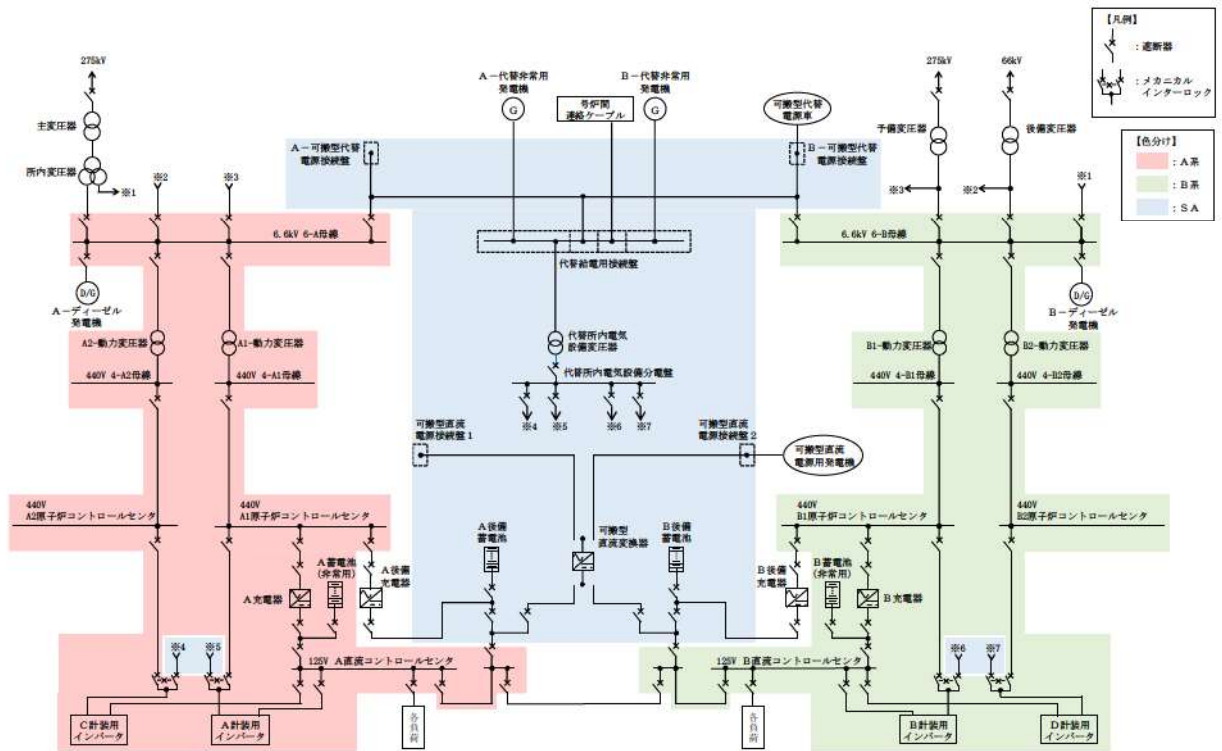 【凡例】
：遮断器
：メカニカル
インターロック
【色分け】
：A系
：B系
：SA
275kV
主変圧器
所内変圧器
※1
※2
※3
A－代替非常用
発電機
G
号炉間
連絡ケーブル
B－代替非常用
発電機
G
可搬型代替
電源車
275kV
66kV
予備変圧器
後備変圧器
※3
※2
※1
A－可搬型代替
電源接続盤
B－可搬型代替
電源接続盤
6.6kV 6-A母線
代替給電用接続盤
6.6kV 6-B母線
D/G
A－ディーゼル
発電機
D/G
B－ディーゼル
発電機
A2-動力変圧器
A1-動力変圧器
代替所内電気
設備変圧器
B1-動力変圧器
B2-動力変圧器
440V 4-A2母線
440V 4-A1母線
代替所内電気設備分電盤
440V 4-B1母線
440V 4-B2母線
※4
※5
※6
※7
可搬型直流
電源接続盤1
可搬型直流
電源接続盤2
可搬型直流
電源用発電機
440V
A2原子炉コントロールセンタ
440V
A1原子炉コントロールセンタ
440V
B1原子炉コントロールセンタ
440V
B2原子炉コントロールセンタ
A蓄電池
(非常用)
A充電器
A後備
充電器
A後備
蓄電池
可搬型
直流変換器
B後備
蓄電池
B後備
充電器
B蓄電池
(非常用)
B充電器
※4
※5
125V A直流コントロールセンタ
125V B直流コントロールセンタ
※6
※7
C計装用
インバータ
A計装用
インバータ
各負荷
各負荷
B計装用
インバータ
D計装用
インバータ